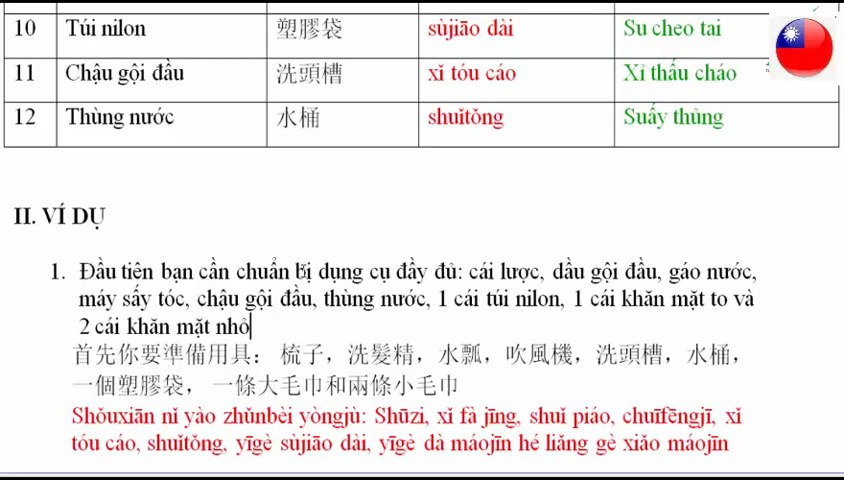 10 Túi nilon 塑膠袋 sùjiāo dài Su cheo tai
11 Chậu gội đầu 洗頭槽 xǐ tóu cáo Xỉ thấu cháo
12 Thùng nước 水桶 shuǐtǒng Suẩy thủng
II. VÍ DỤ
1. Đầu tiên bạn cần chuẩn bị dụng cụ đầy đủ: cái lược, dầu gội đầu, gáo nước,
máy sấy tóc, chậu gội đầu, thùng nước, 1 cái túi nilon, 1 cái khăn mặt to và
2 cái khăn mặt nhỏ
首先你要準備用具： 梳子，洗髮精，水瓢，吹風機，洗頭槽，水桶，
一個塑膠袋， 一條大毛巾和兩條小毛巾
Shǒuxiān nǐ yào zhǔnbèi yòngjù: Shūzi, xǐ fà jīng, shuǐ piáo, chuīfēngjī, xǐ
tóu cáo, shuǐtǒng, yīgè sùjiāo dài, yīgè dà máojīn hé liǎng gè xiǎo máojīn